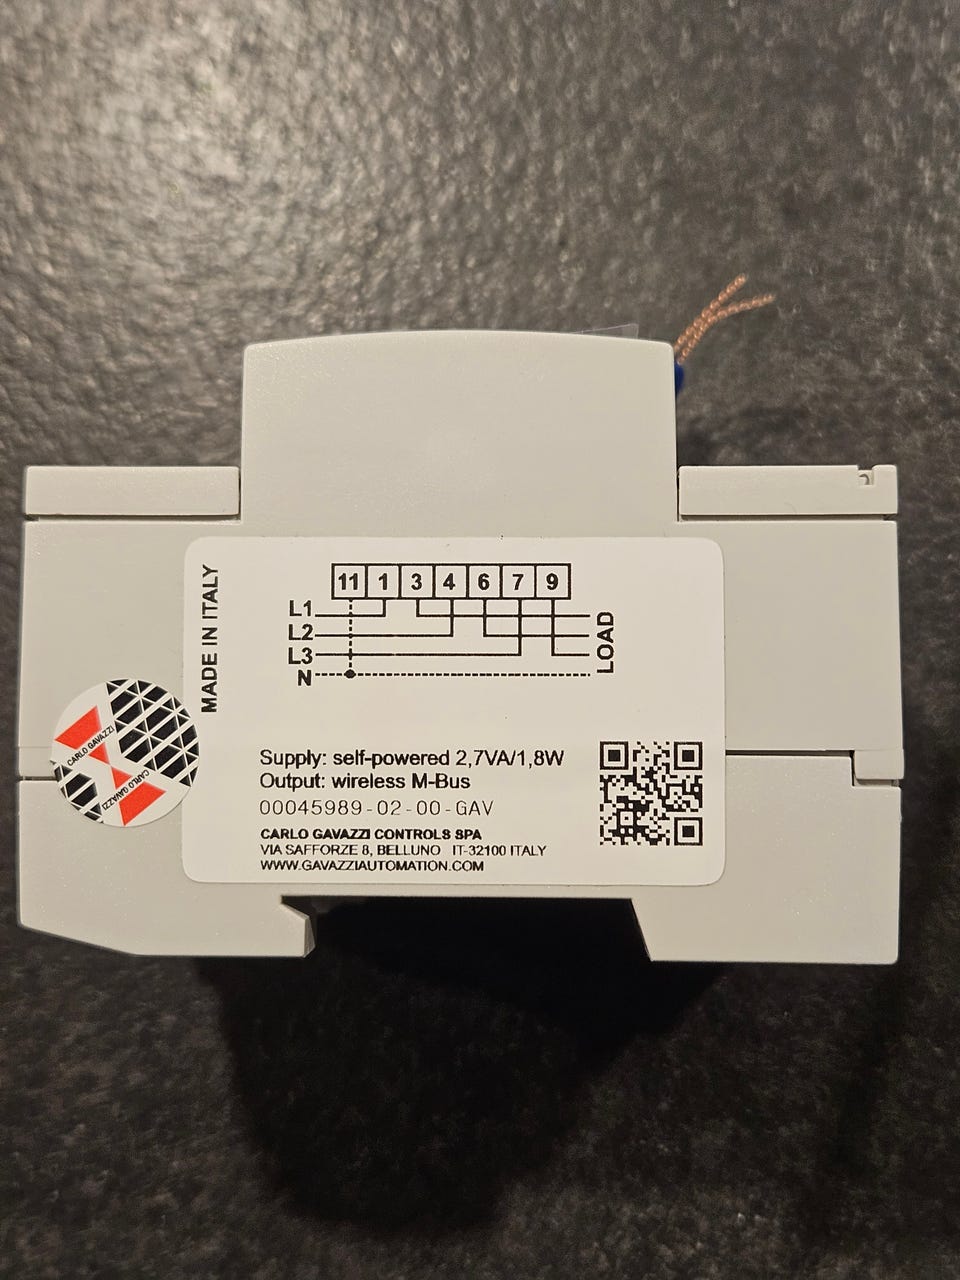 MADE IN ITALY
11 1 3 4 6 7 9
L1
L2
L3
N
LOAD
Supply: self-powered 2,7VA/1,8W
Output: wireless M-Bus
00045989-02-00-GAV
CARLO GAVAZZI CONTROLS SPA
VIA SAFFORZE 8, BELLUNO IT-32100 ITALY
WWW.GAVAZZIAUTOMATION.COM
CARLO GAVAZZI
CARLO GAVAZZI